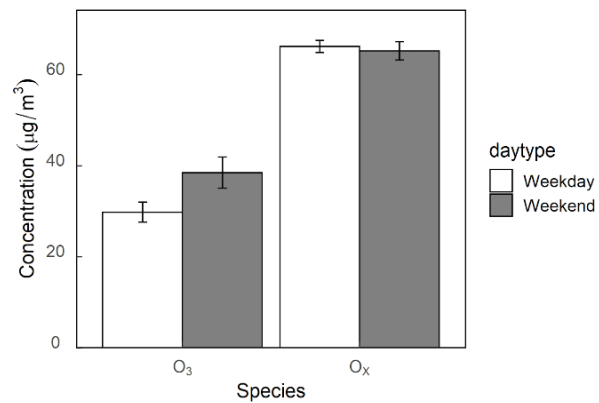 Concentration (µg/m³)
60
40
20
0
O₃
Oₓ
Species
daytype
Weekday
Weekend